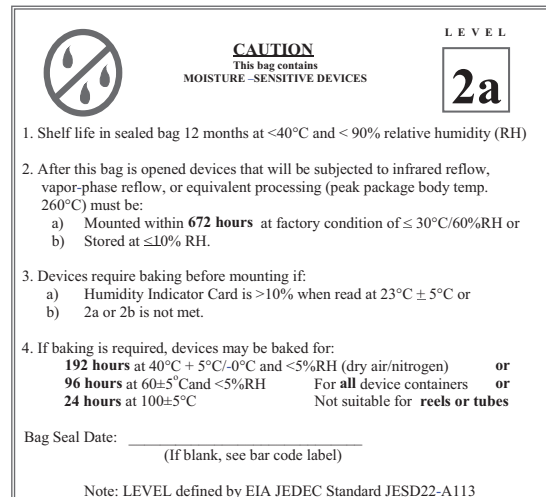 LEVEL
CAUTION
This bag contains
MOISTURE –SENSITIVE DEVICES
2a
1. Shelf life in sealed bag 12 months at <40°C and < 90% relative humidity (RH)
2. After this bag is opened devices that will be subjected to infrared reflow,
vapor-phase reflow, or equivalent processing (peak package body temp.
260°C) must be:
a) Mounted within 672 hours at factory condition of ≤ 30°C/60%RH or
b) Stored at ≤10% RH.
3. Devices require baking before mounting if:
a) Humidity Indicator Card is >10% when read at 23°C ± 5°C or
b) 2a or 2b is not met.
4. If baking is required, devices may be baked for:
192 hours at 40°C + 5°C/-0°C and <5%RH (dry air/nitrogen) or
96 hours at 60±5°Cand <5%RH For all device containers or
24 hours at 100±5°C Not suitable for reels or tubes
Bag Seal Date: ______________________________
(If blank, see bar code label)
Note: LEVEL defined by EIA JEDEC Standard JESD22-A113